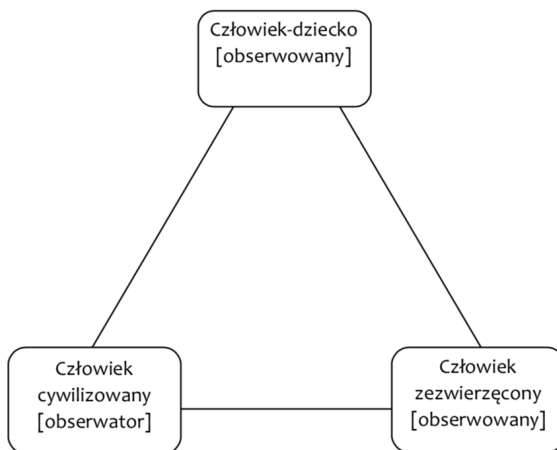 Człowiek-dziecko
[obserwowany]
Człowiek
cywilizowany
[obserwator]
Człowiek
zezwierzęcony
[obserwowany]